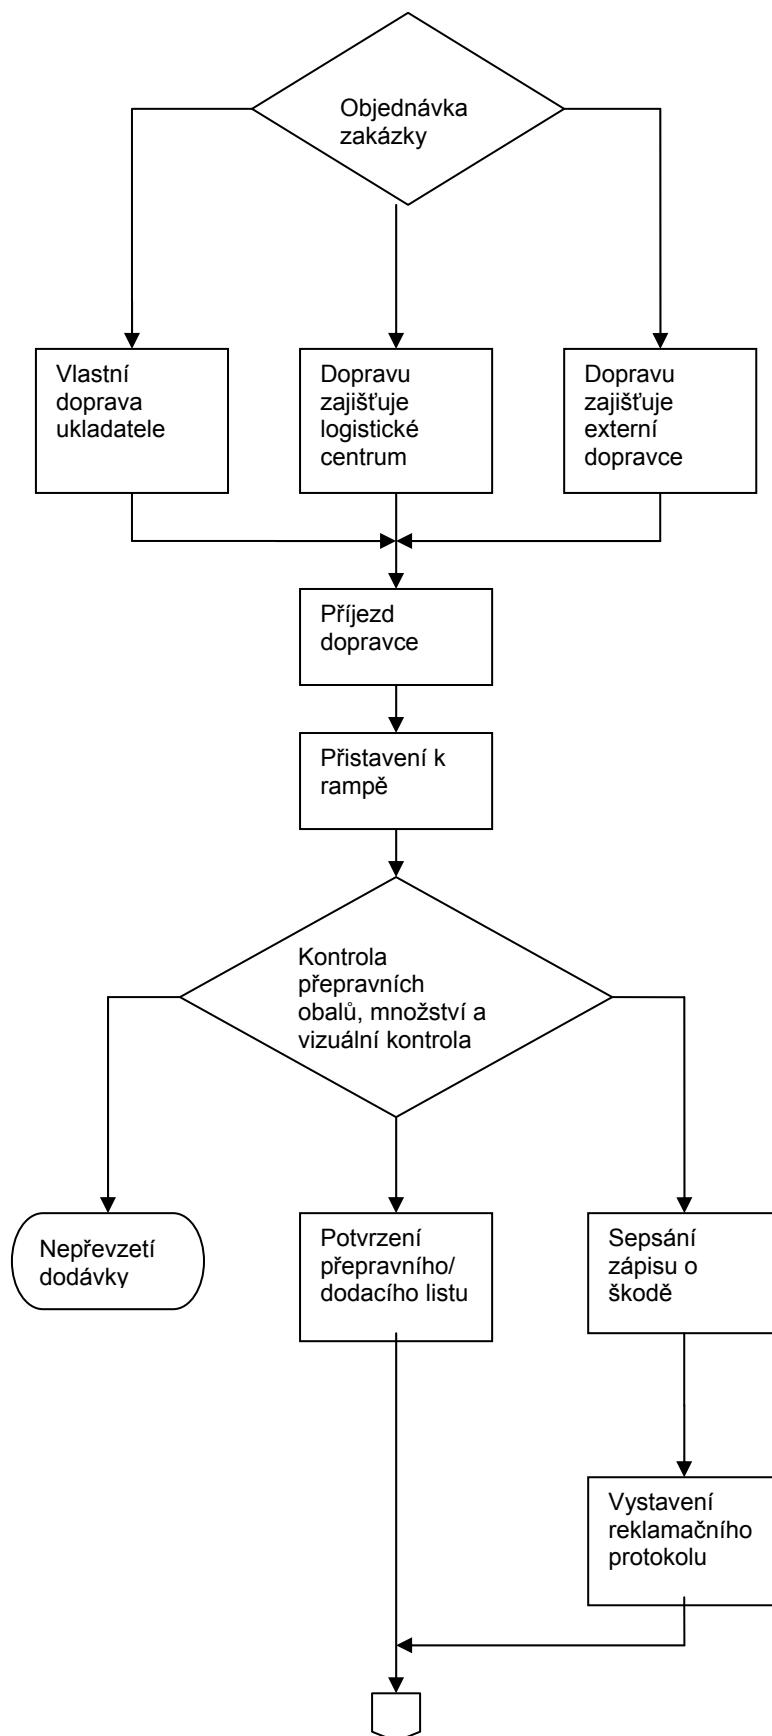 Objednávka
zakázky
Vlastní
doprava
ukladatele
Dopravu
zajišťuje
logistické
centrum
Dopravu
zajišťuje
externí
dopravce
Příjezd
dopravce
Přistavení k
rampě
Kontrola
přepravních
obalů, množství a
vizuální kontrola
Nepřevzetí
dodávky
Potvrzení
přepravního/
dodacího listu
Sepsání
zápisu o
škodě
Vystavení
reklamačního
protokolu